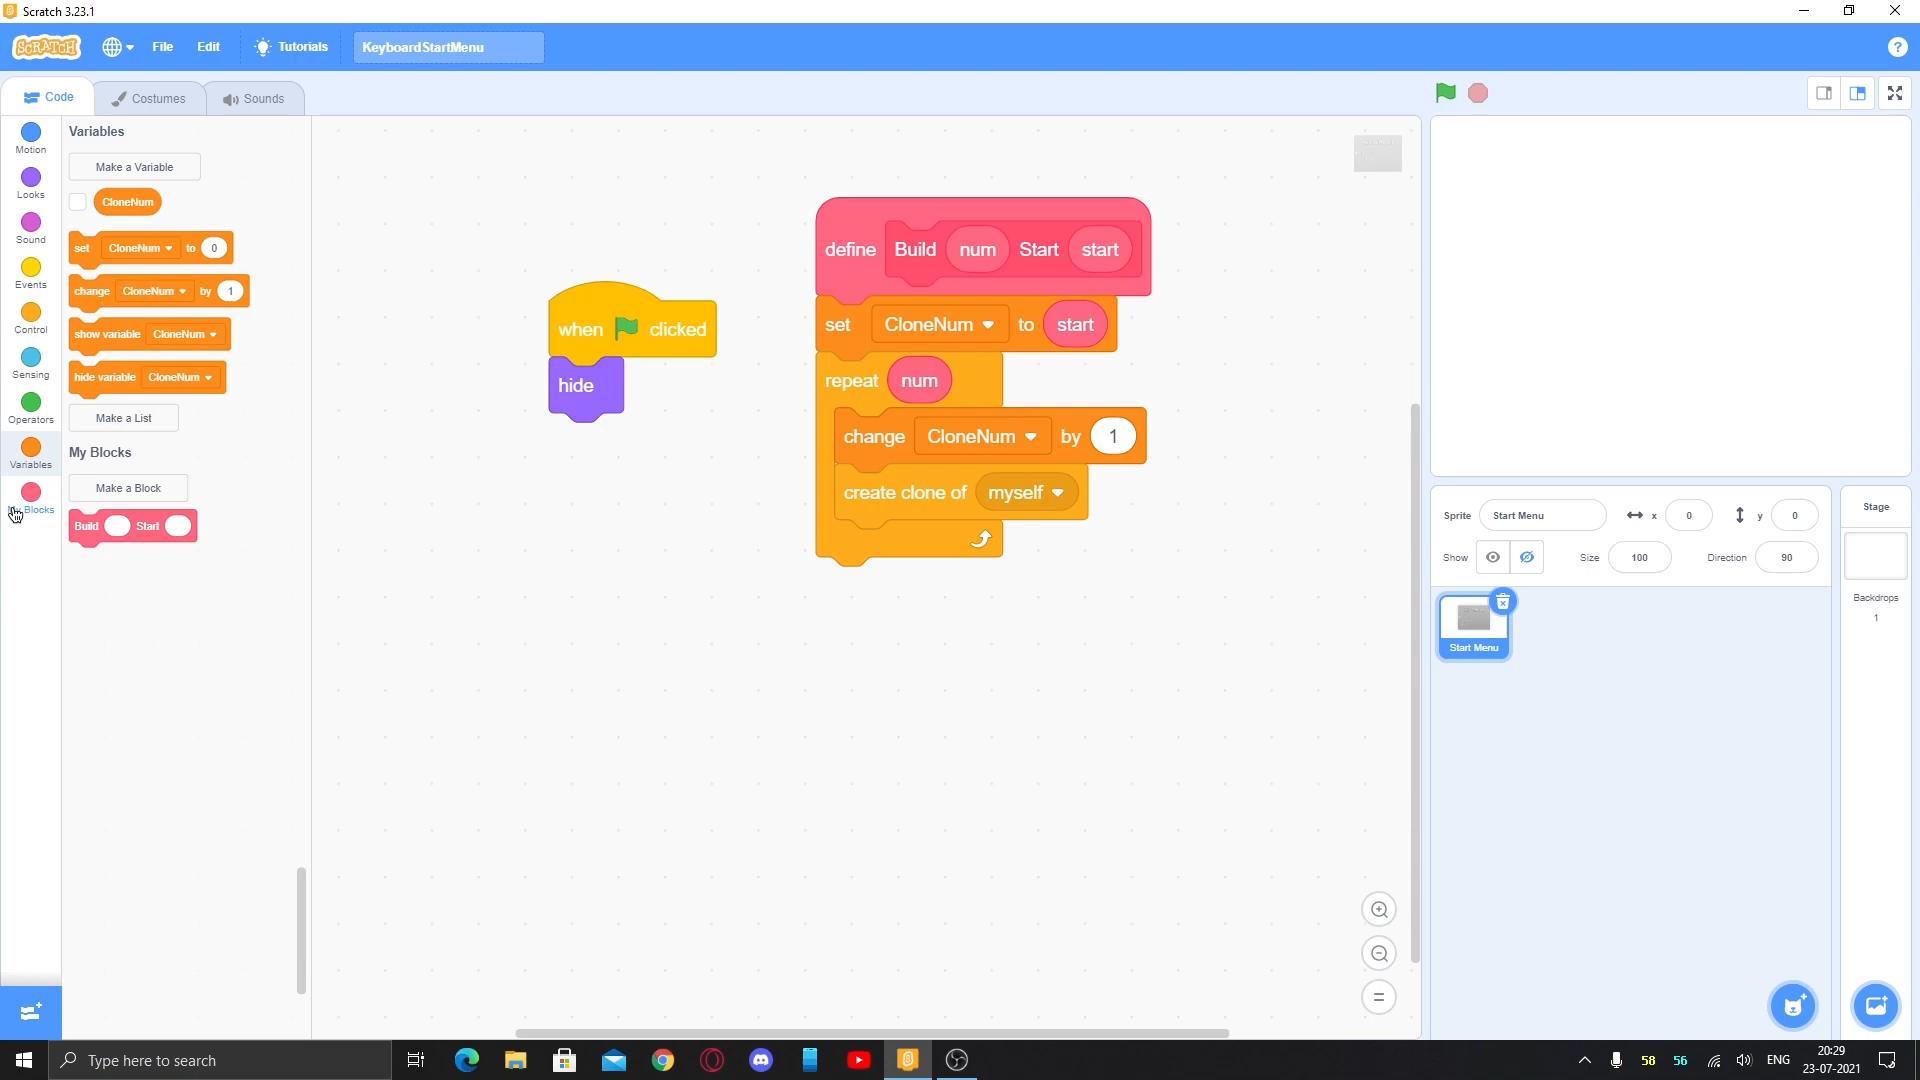 Scratch 3.23.1
SCRATCH File Edit Tutorials KeyboardStartMenu
?
Code Costumes Sounds
Motion
Looks
Sound
Events
Control
Sensing
Operators
Variables
My Blocks
Variables
Make a Variable
CloneNum
set CloneNum to 0
change CloneNum by 1
show variable CloneNum
hide variable CloneNum
Make a List
My Blocks
Make a Block
Build Start
when clicked
hide
define Build num Start start
set CloneNum to start
repeat num
change CloneNum by 1
create clone of myself
Sprite Start Menu x 0 y 0
Show Size 100 Direction 90
Start Menu
Stage
Backdrops
1
Type here to search
58 56 ENG
20:29
23-07-2021